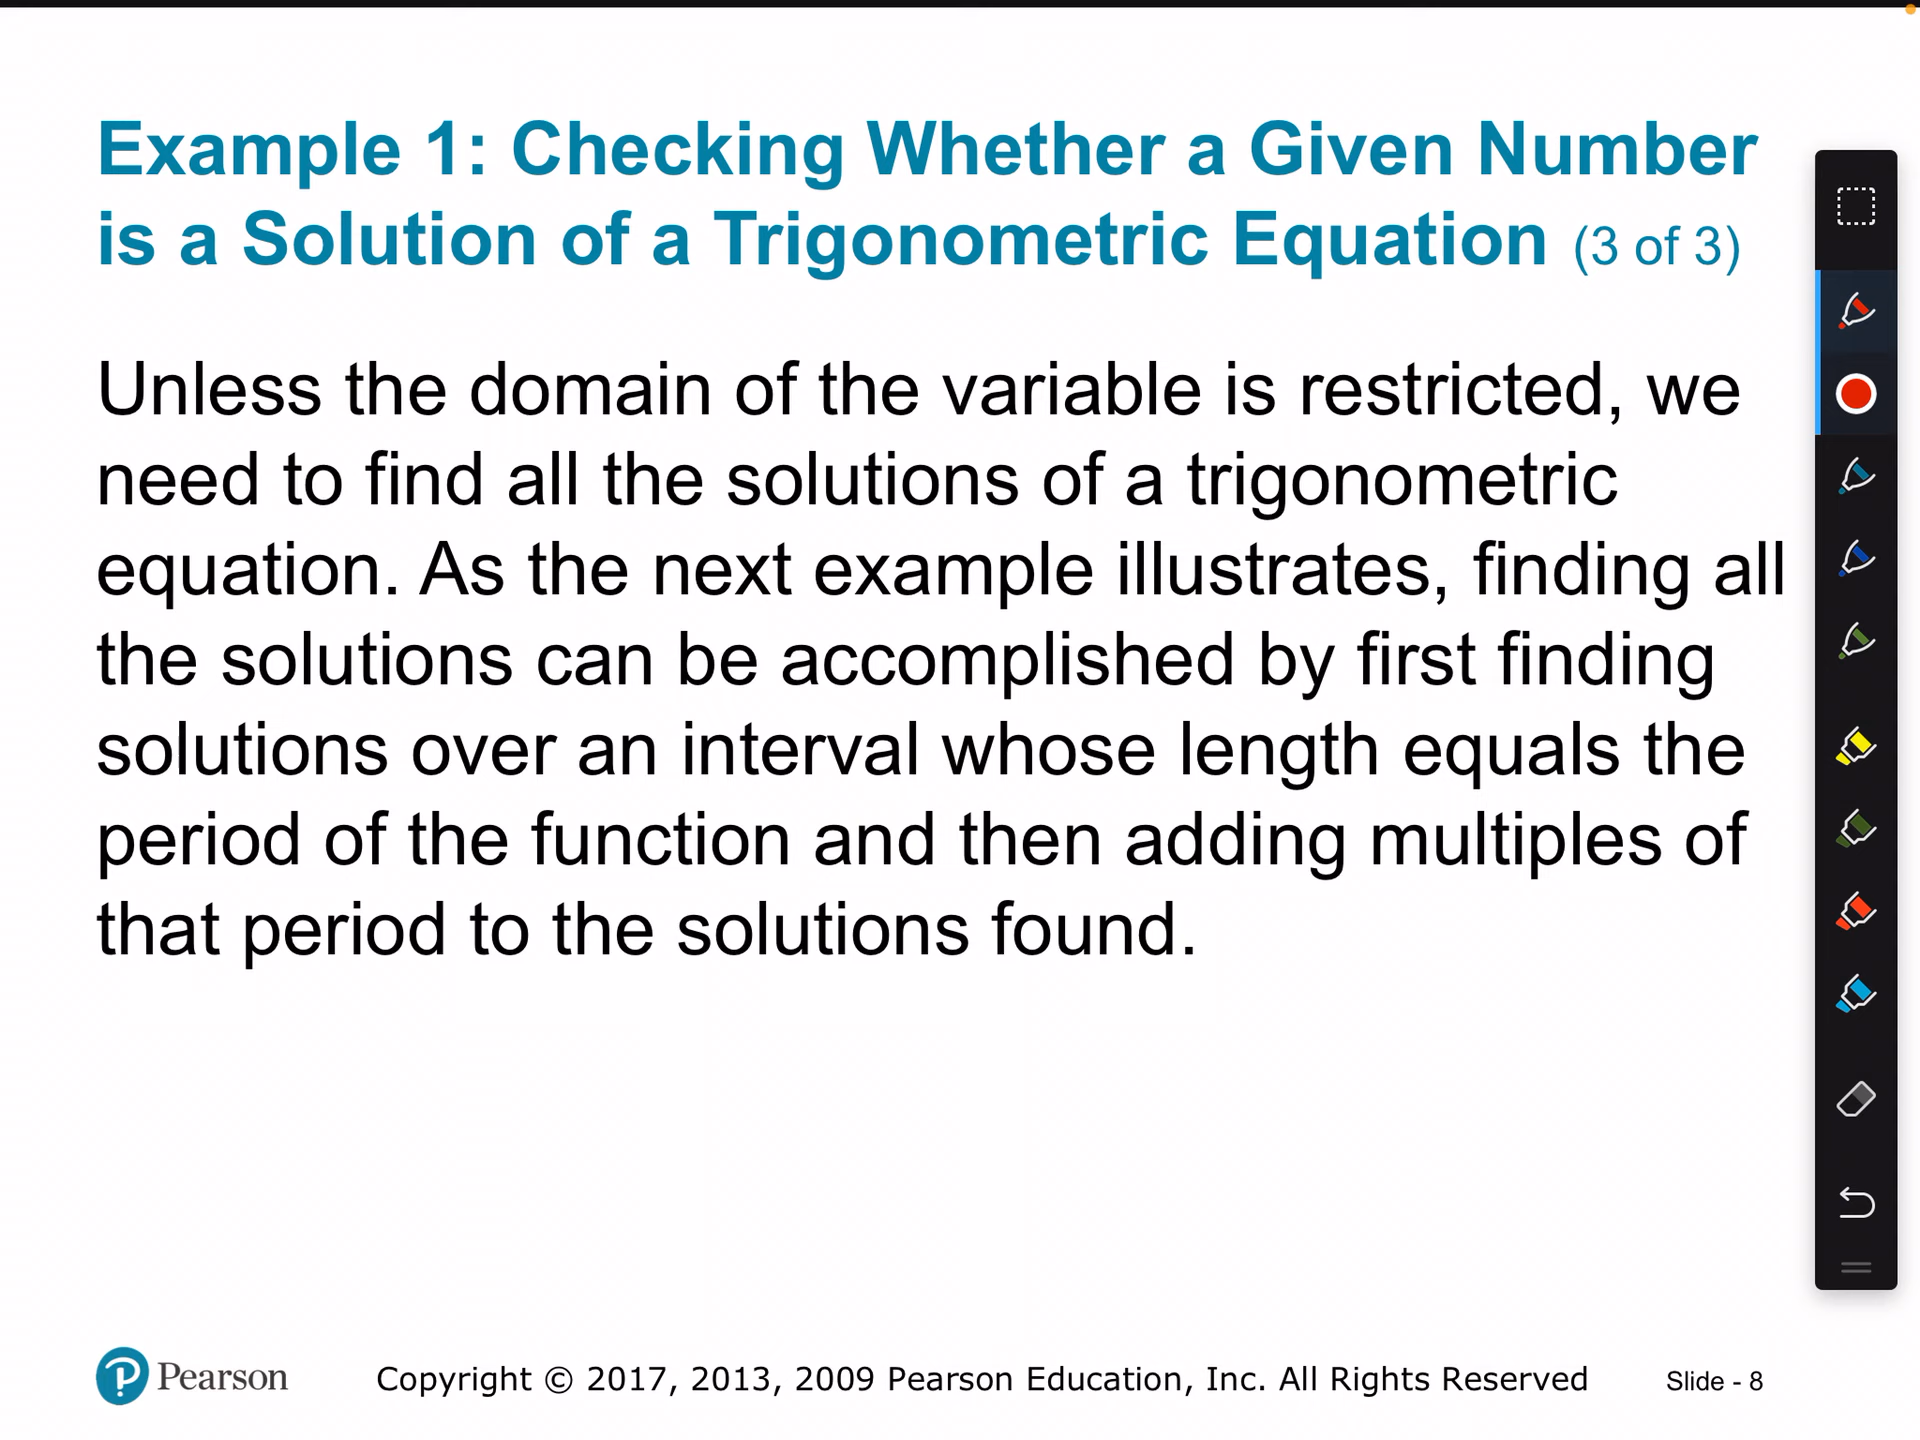 Example 1: Checking Whether a Given Number
is a Solution of a Trigonometric Equation (3 of 3)
Unless the domain of the variable is restricted, we
need to find all the solutions of a trigonometric
equation. As the next example illustrates, finding all
the solutions can be accomplished by first finding
solutions over an interval whose length equals the
period of the function and then adding multiples of
that period to the solutions found.
Pearson Copyright © 2017, 2013, 2009 Pearson Education, Inc. All Rights Reserved Slide - 8